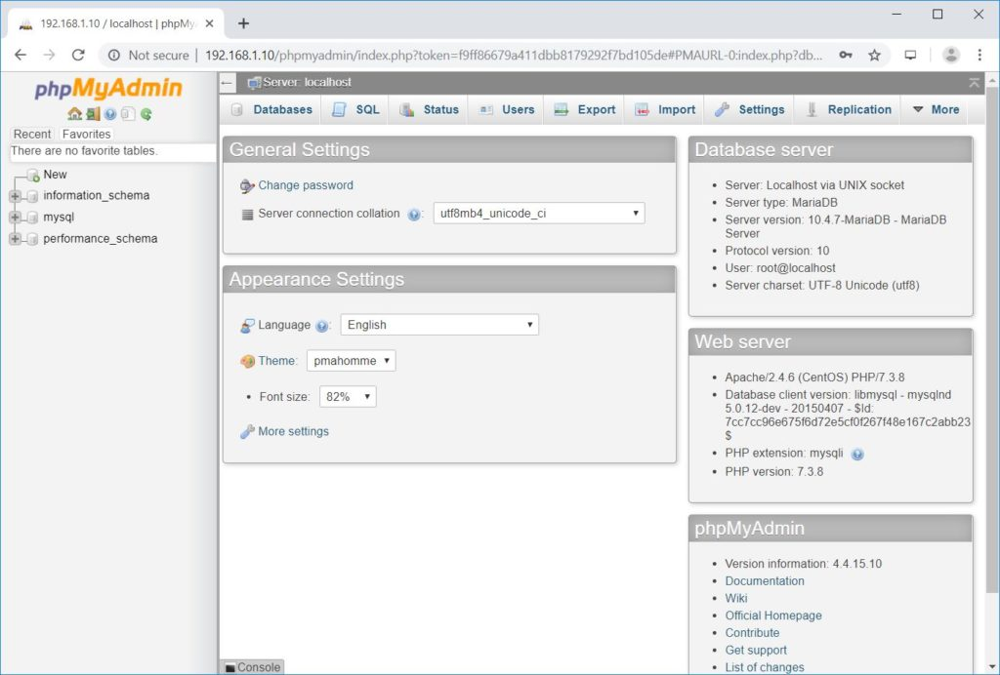 192.168.1.10 / localhost | phpMy
Not secure | 192.168.1.10/phpmyadmin/index.php?token=f9ff86679a411dbb8179292f7bd105de#PMAURL-0:index.php?db...
phpMyAdmin
Recent Favorites
There are no favorite tables.
New
information_schema
mysql
performance_schema
Server: localhost
Databases SQL Status Users Export Import Settings Replication More
General Settings
Change password
Server connection collation : utf8mb4_unicode_ci
Appearance Settings
Language : English
Theme: pmahomme
Font size: 82%
More settings
Database server
Server: Localhost via UNIX socket
Server type: MariaDB
Server version: 10.4.7-MariaDB - MariaDB
Server
Protocol version: 10
User: root@localhost
Server charset: UTF-8 Unicode (utf8)
Web server
Apache/2.4.6 (CentOS) PHP/7.3.8
Database client version: libmysql - mysqlnd
5.0.12-dev - 20150407 - $Id:
7cc7cc96e675f6d72e5cf0f267f48e167c2abb23
$
PHP extension: mysqli
PHP version: 7.3.8
phpMyAdmin
Version information: 4.4.15.10
Documentation
Wiki
Official Homepage
Contribute
Get support
List of changes
Console